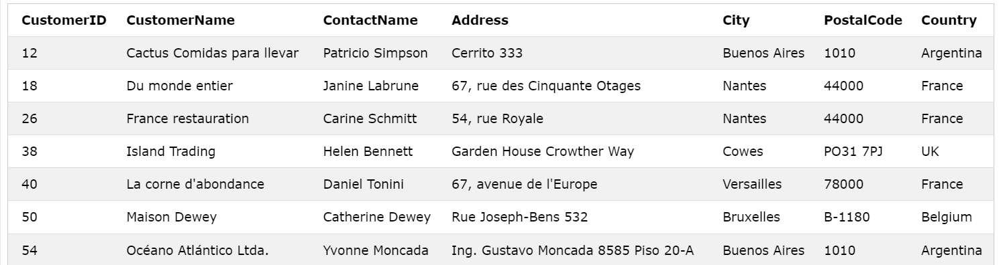 CustomerID CustomerName ContactName Address City PostalCode Country
12 Cactus Comidas para llevar Patricio Simpson Cerrito 333 Buenos Aires 1010 Argentina
18 Du monde entier Janine Labrune 67, rue des Cinquante Otages Nantes 44000 France
26 France restauration Carine Schmitt 54, rue Royale Nantes 44000 France
38 Island Trading Helen Bennett Garden House Crowther Way Cowes PO31 7PJ UK
40 La corne d'abondance Daniel Tonini 67, avenue de l'Europe Versailles 78000 France
50 Maison Dewey Catherine Dewey Rue Joseph-Bens 532 Bruxelles B-1180 Belgium
54 Océano Atlántico Ltda. Yvonne Moncada Ing. Gustavo Moncada 8585 Piso 20-A Buenos Aires 1010 Argentina